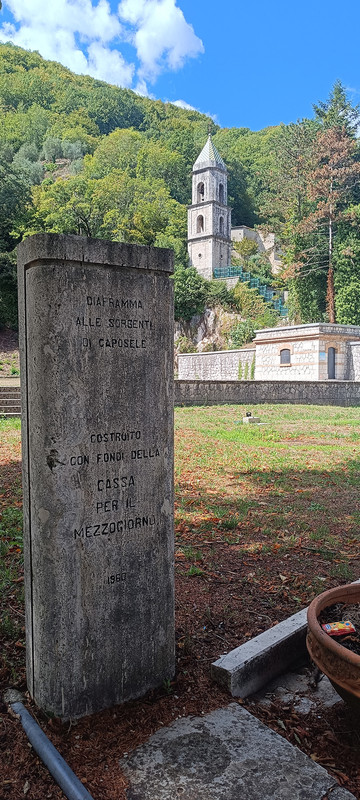 DIAFRAMMA
ALLE SORGENTI
DI CAPOSELE
COSTRUITO
CON FONDI DELLA
CASSA
PER IL
MEZZOGIORNO
1960